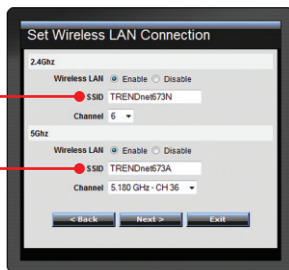 Set Wireless LAN Connection
2.4Ghz
Wireless LAN Enable Disable
SSID TRENDnet673N
Channel 6
5Ghz
Wireless LAN Enable Disable
SSID TRENDnet673A
Channel 5.180 GHz - CH 36
< Back Next > Exit